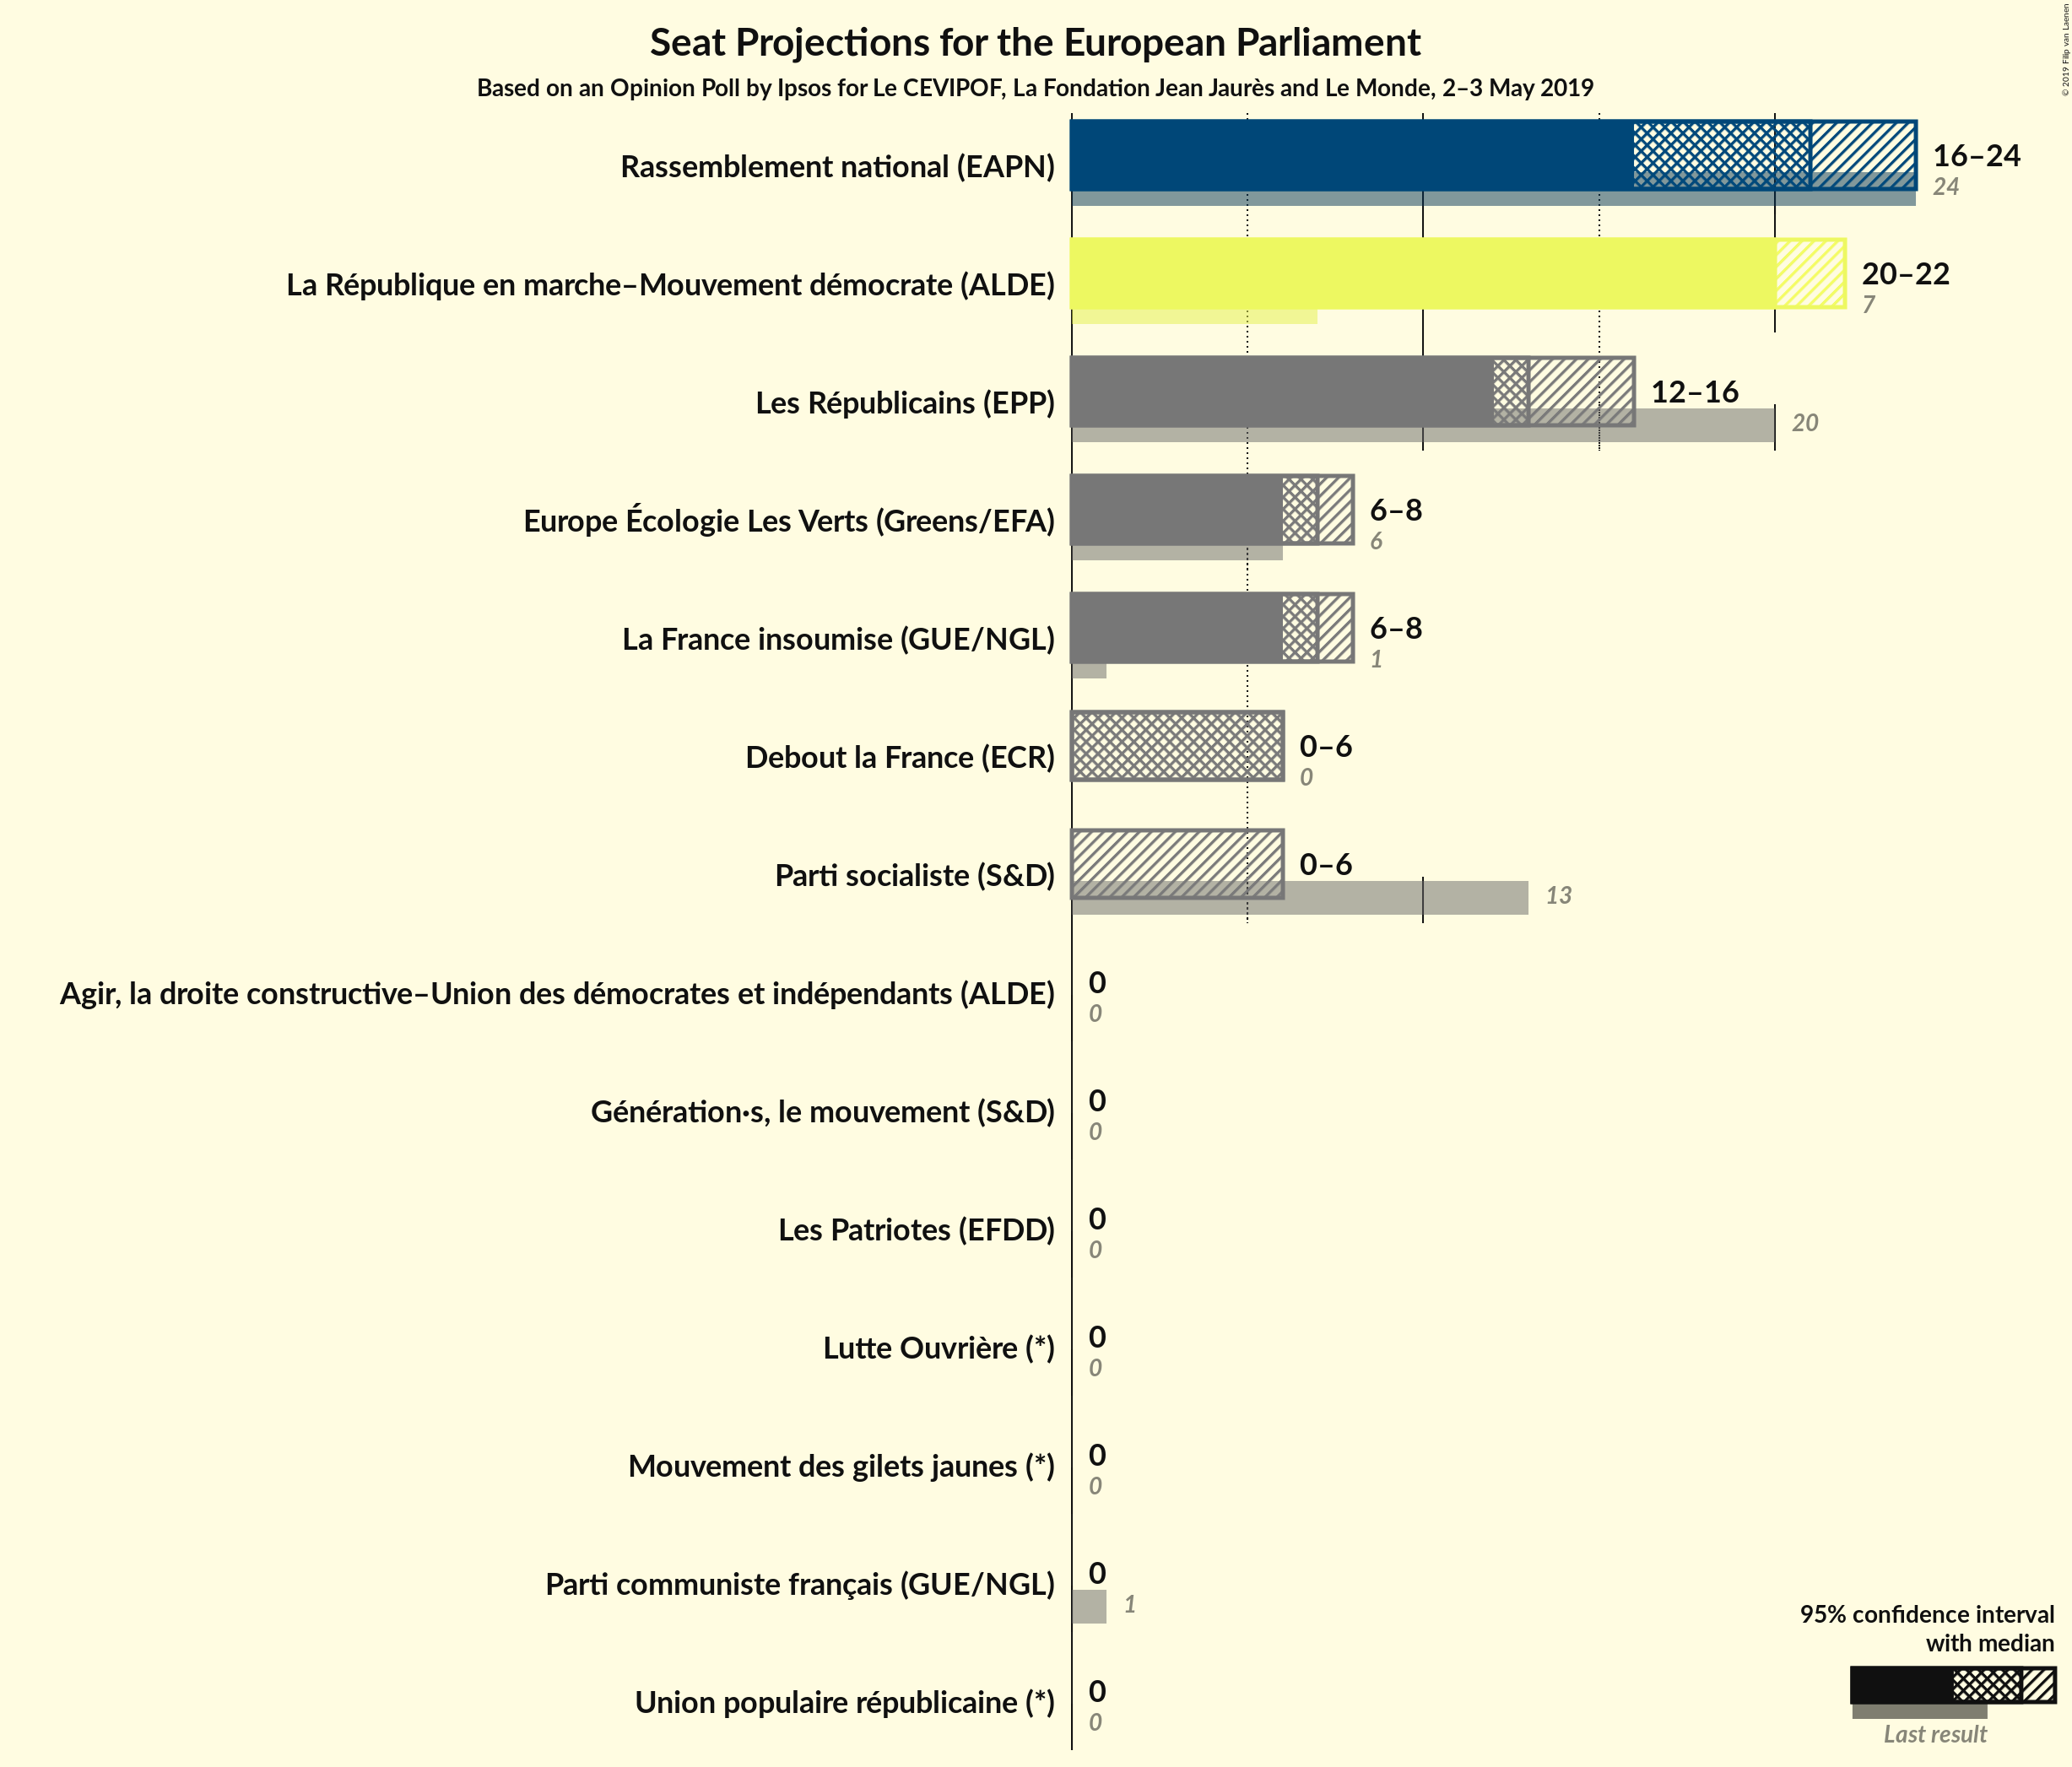 Seat Projections for the European Parliament
Based on an Opinion Poll by Ipsos for Le CEVIPOF, La Fondation Jean Jaurès and Le Monde, 2–3 May 2019
© 2019 Filip van Laenen
Rassemblement national (EAPN)
16–24
24
La République en marche–Mouvement démocrate (ALDE)
20–22
7
Les Républicains (EPP)
12–16
20
Europe Écologie Les Verts (Greens/EFA)
6–8
6
La France insoumise (GUE/NGL)
6–8
1
Debout la France (ECR)
0–6
0
Parti socialiste (S&D)
0–6
13
Agir, la droite constructive–Union des démocrates et indépendants (ALDE)
0
0
Génération·s, le mouvement (S&D)
0
0
Les Patriotes (EFDD)
0
0
Lutte Ouvrière (*)
0
0
Mouvement des gilets jaunes (*)
0
0
Parti communiste français (GUE/NGL)
0
1
Union populaire républicaine (*)
0
0
95% confidence interval
with median
Last result